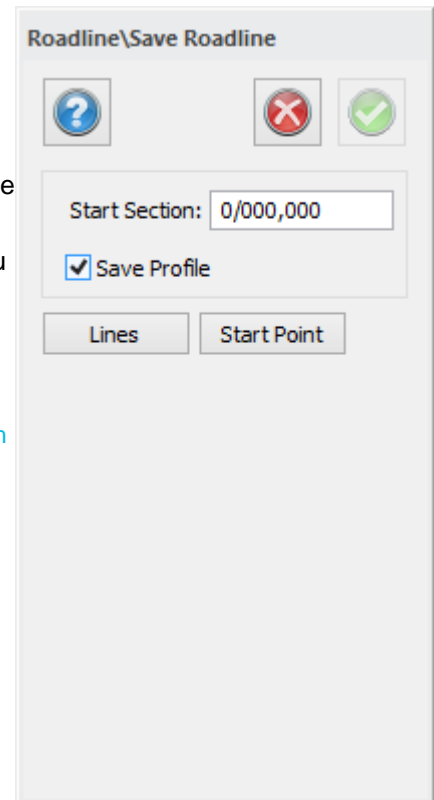 Roadline\Save Roadline
Start Section: 0/000,000
Save Profile
Lines Start Point